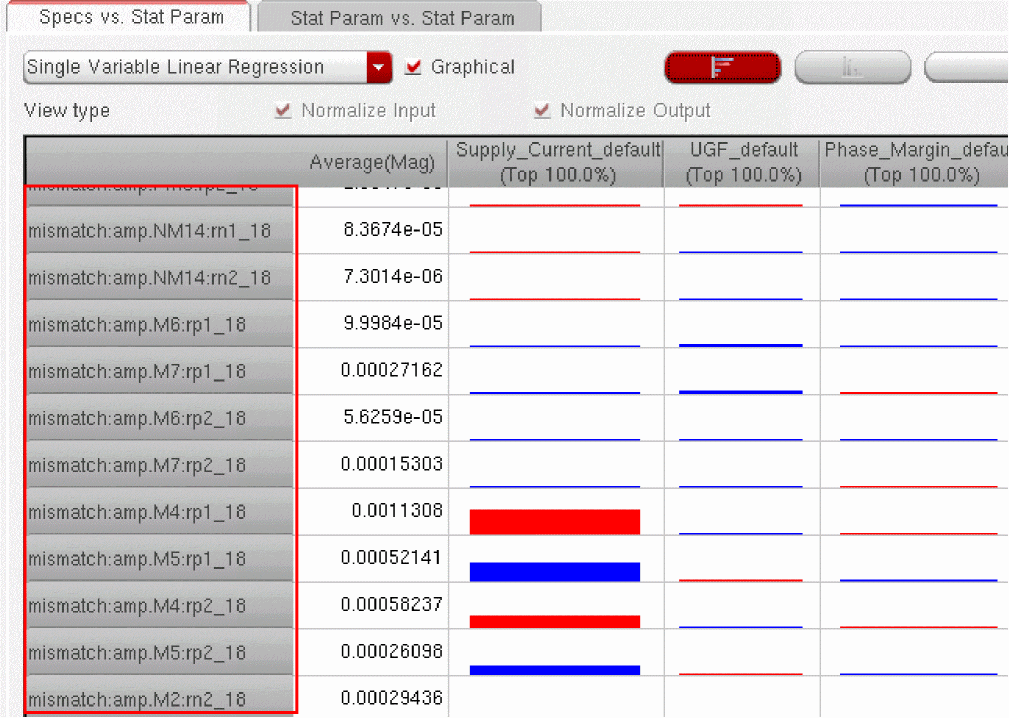 Specs vs. Stat Param Stat Param vs. Stat Param
Single Variable Linear Regression Graphical
View type Normalize Input Normalize Output
Average(Mag) Supply_Current_default (Top 100.0%) UGF_default (Top 100.0%) Phase_Margin_defau (Top 100.0%)
mismatch:amp.NM14:rn1_18 8.3674e-05
mismatch:amp.NM14:rn2_18 7.3014e-06
mismatch:amp.M6:rp1_18 9.9984e-05
mismatch:amp.M7:rp1_18 0.00027162
mismatch:amp.M6:rp2_18 5.6259e-05
mismatch:amp.M7:rp2_18 0.00015303
mismatch:amp.M4:rp1_18 0.0011308
mismatch:amp.M5:rp1_18 0.00052141
mismatch:amp.M4:rp2_18 0.00058237
mismatch:amp.M5:rp2_18 0.00026098
mismatch:amp.M2:rn2_18 0.00029436